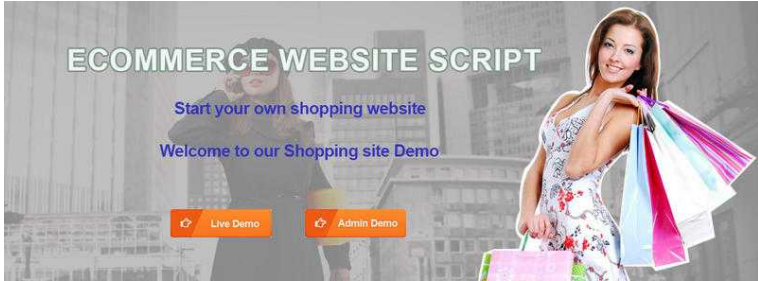 ECOMMERCE WEBSITE SCRIPT
Start your own shopping website
Welcome to our Shopping site Demo
Live Demo
Admin Demo